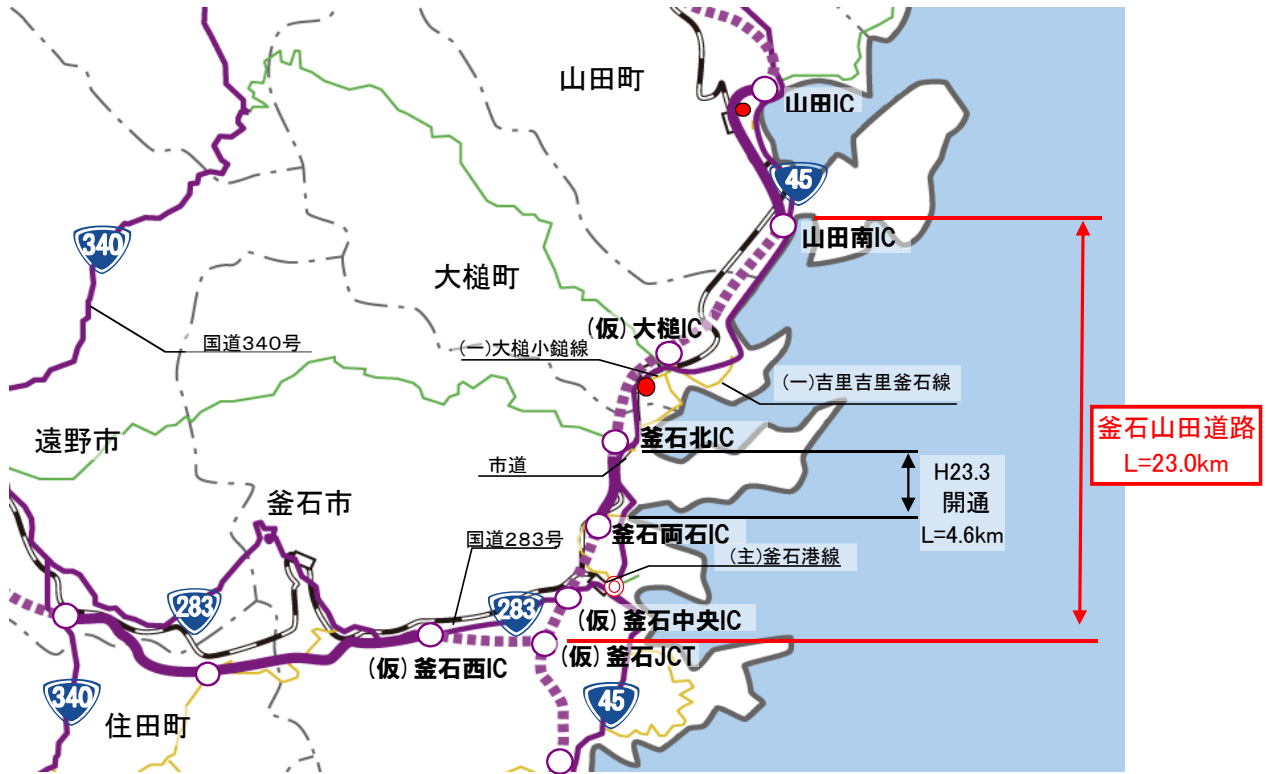 山田町
山田IC
45
340
山田南IC
大槌町
(仮)大槌IC
国道340号
(一)大槌小鎚線
(一)吉里吉里釜石線
釜石山田道路
L=23.0km
遠野市
釜石北IC
市道
H23.3
開通
L=4.6km
釜石市
釜石両石IC
国道283号
(主)釜石港線
283
283
(仮)釜石中央IC
(仮)釜石西IC
(仮)釜石JCT
340
45
住田町